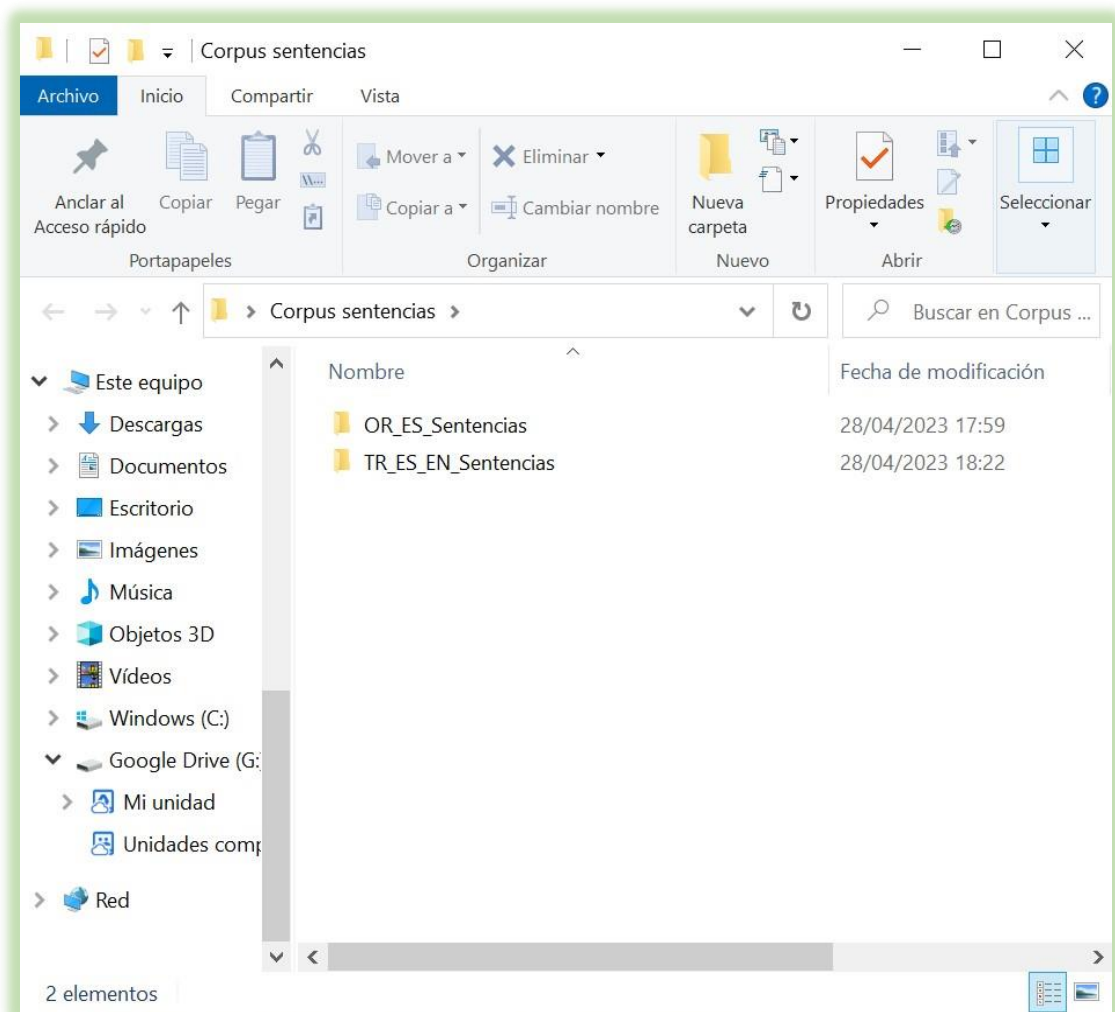 Corpus sentencias
Archivo Inicio Compartir Vista
?
Anclar al
Acceso rápido
Copiar
Pegar
Mover a
Copiar a
Eliminar
Cambiar nombre
Nueva
carpeta
Propiedades
Seleccionar
Portapapeles Organizar Nuevo Abrir
Corpus sentencias
Buscar en Corpus ...
Nombre Fecha de modificación
Este equipo
Descargas
Documentos
Escritorio
Imágenes
Música
Objetos 3D
Vídeos
Windows (C:)
Google Drive (G:
Mi unidad
Unidades comp
Red
OR_ES_Sentencias 28/04/2023 17:59
TR_ES_EN_Sentencias 28/04/2023 18:22
2 elementos